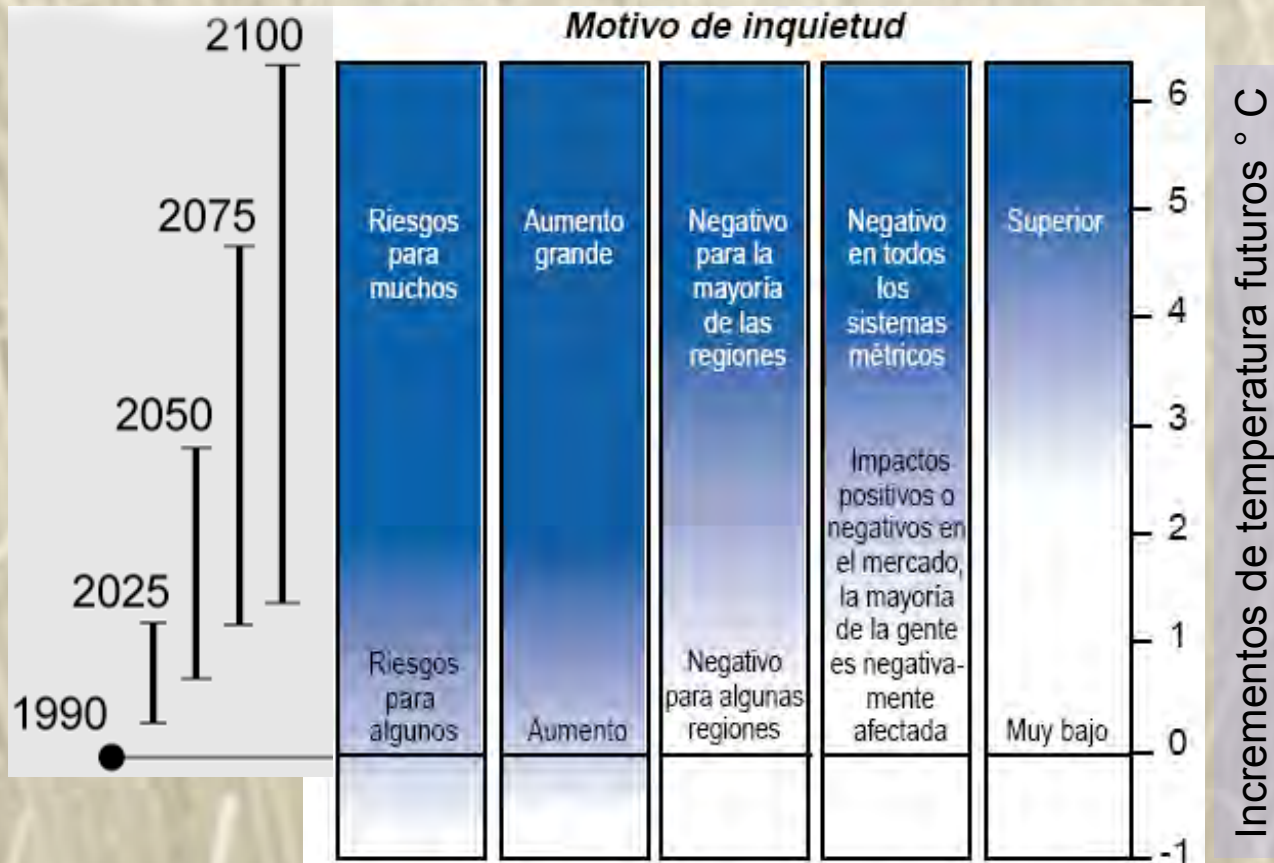 Motivo de inquietud
2100
2075
2050
2025
1990
Riesgos
para
muchos
Riesgos
para
algunos
Aumento
grande
Aumento
Negativo
para la
mayoría
de las
regiones
Negativo
para algunas
regiones
Negativo
en todos
los
sistemas
métricos
Impactos
positivos o
negativos en
el mercado,
la mayoría
de la gente
es negativa-
mente
afectada
Superior
Muy bajo
6
5
4
3
2
1
0
-1
Incrementos de temperatura futuros ° C